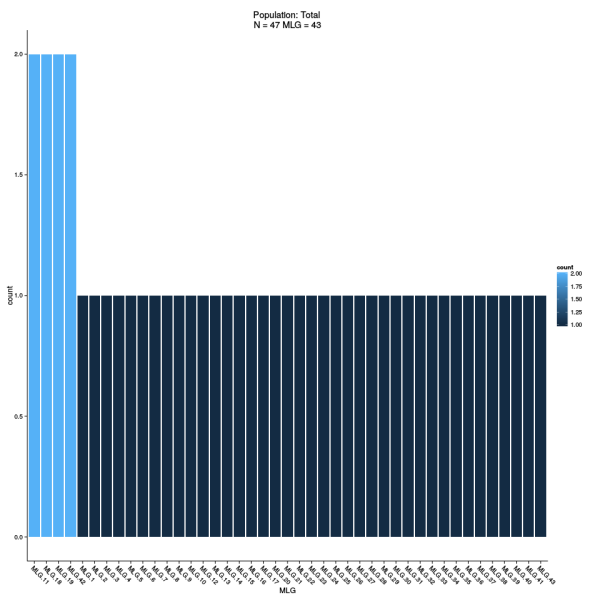 Population: Total
N = 47 MLG = 43
count
2.0
1.5
1.0
0.5
0.0
MLG.11
MLG.18
MLG.19
MLG.42
MLG.1
MLG.2
MLG.3
MLG.4
MLG.5
MLG.6
MLG.7
MLG.8
MLG.9
MLG.10
MLG.12
MLG.13
MLG.14
MLG.15
MLG.16
MLG.17
MLG.20
MLG.21
MLG.22
MLG.23
MLG.24
MLG.25
MLG.26
MLG.27
MLG.28
MLG.29
MLG.30
MLG.31
MLG.32
MLG.33
MLG.34
MLG.35
MLG.36
MLG.37
MLG.38
MLG.39
MLG.40
MLG.41
MLG.43
MLG
count
2.00
1.75
1.50
1.25
1.00